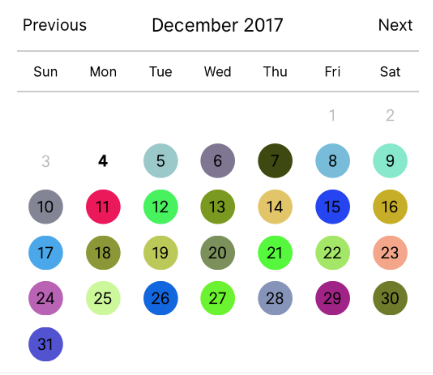 Previous December 2017 Next
Sun Mon Tue Wed Thu Fri Sat
1 2
3 4 5 6 7 8 9
10 11 12 13 14 15 16
17 18 19 20 21 22 23
24 25 26 27 28 29 30
31